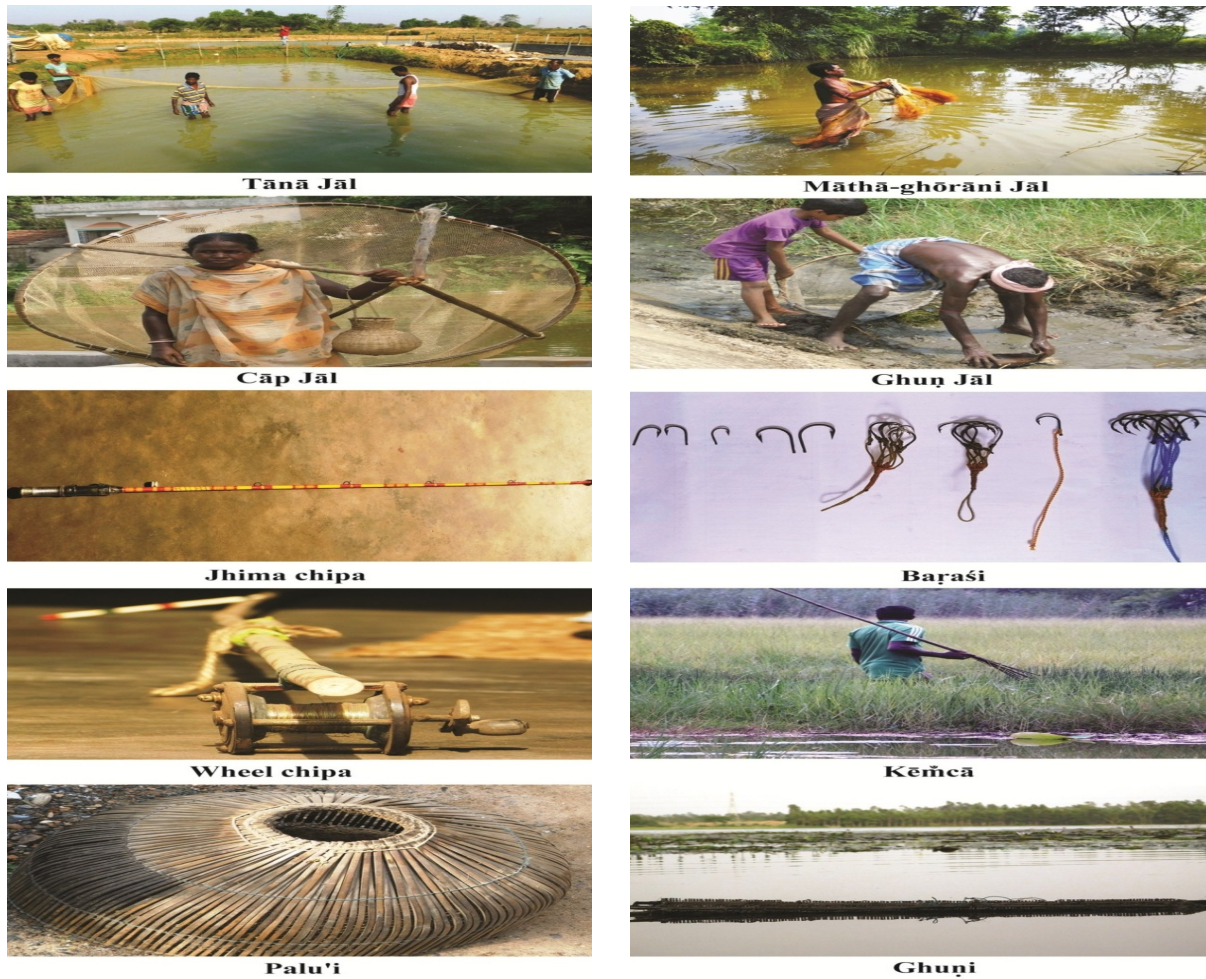 Tānā Jāl
Māthā-ghōrāni Jāl
Cāp Jāl
Ghuṇ Jāl
Jhima chipa
Baṛaśi
Wheel chipa
Kēm̐cā
Palu'i
Ghuṇi